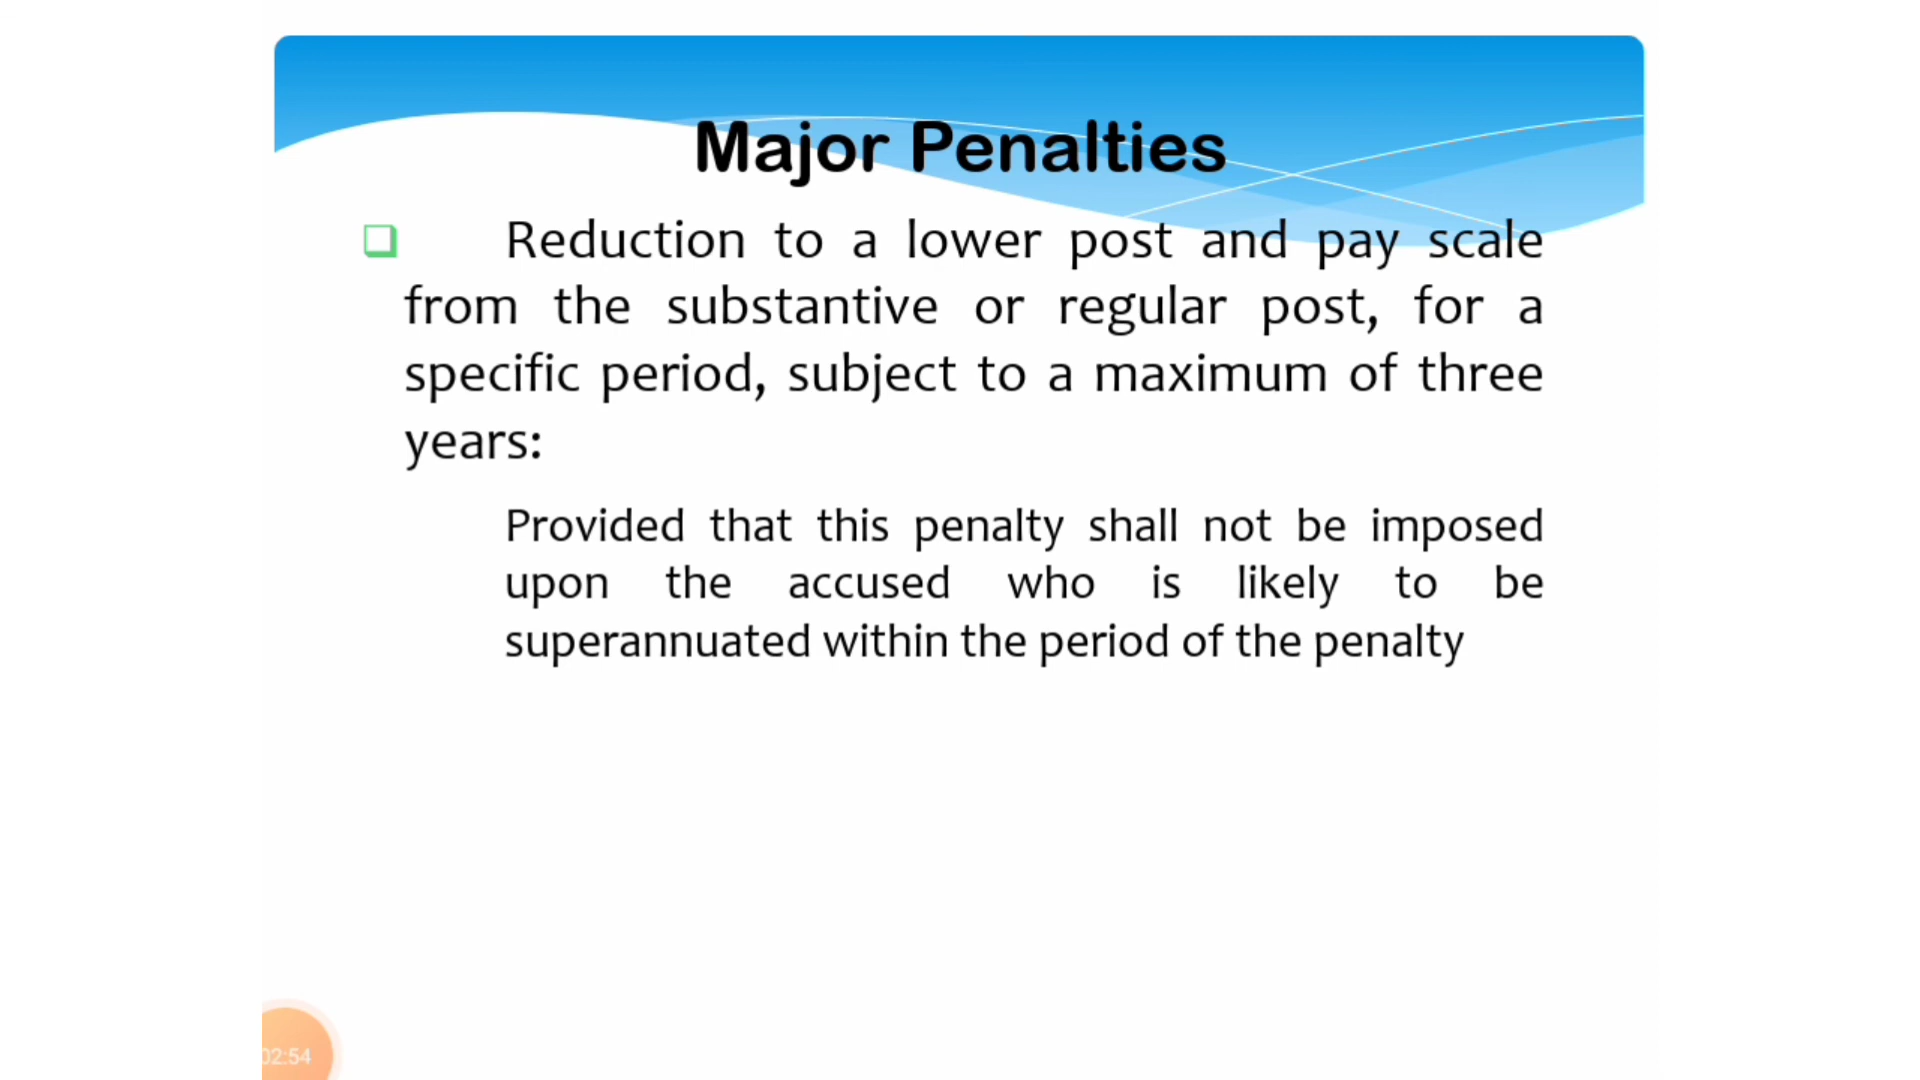 Major Penalties
Reduction to a lower post and pay scale
from the substantive or regular post, for a
specific period, subject to a maximum of three
years:
Provided that this penalty shall not be imposed
upon the accused who is likely to be
superannuated within the period of the penalty
02:54